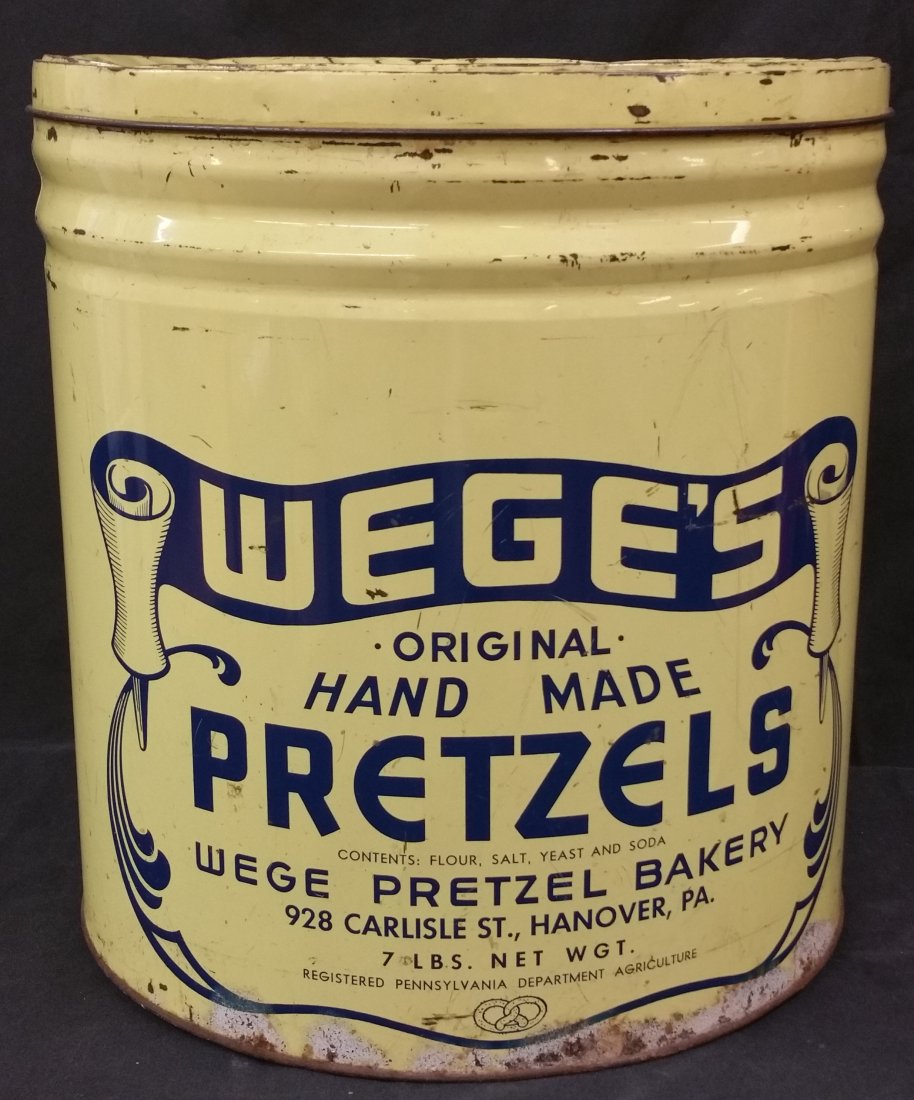 WEGE'S
·ORIGINAL·
HAND MADE
PRETZELS
CONTENTS: FLOUR, SALT, YEAST AND SODA
WEGE PRETZEL BAKERY
928 CARLISLE ST., HANOVER, PA.
7 LBS. NET WGT.
REGISTERED PENNSYLVANIA DEPARTMENT AGRICULTURE